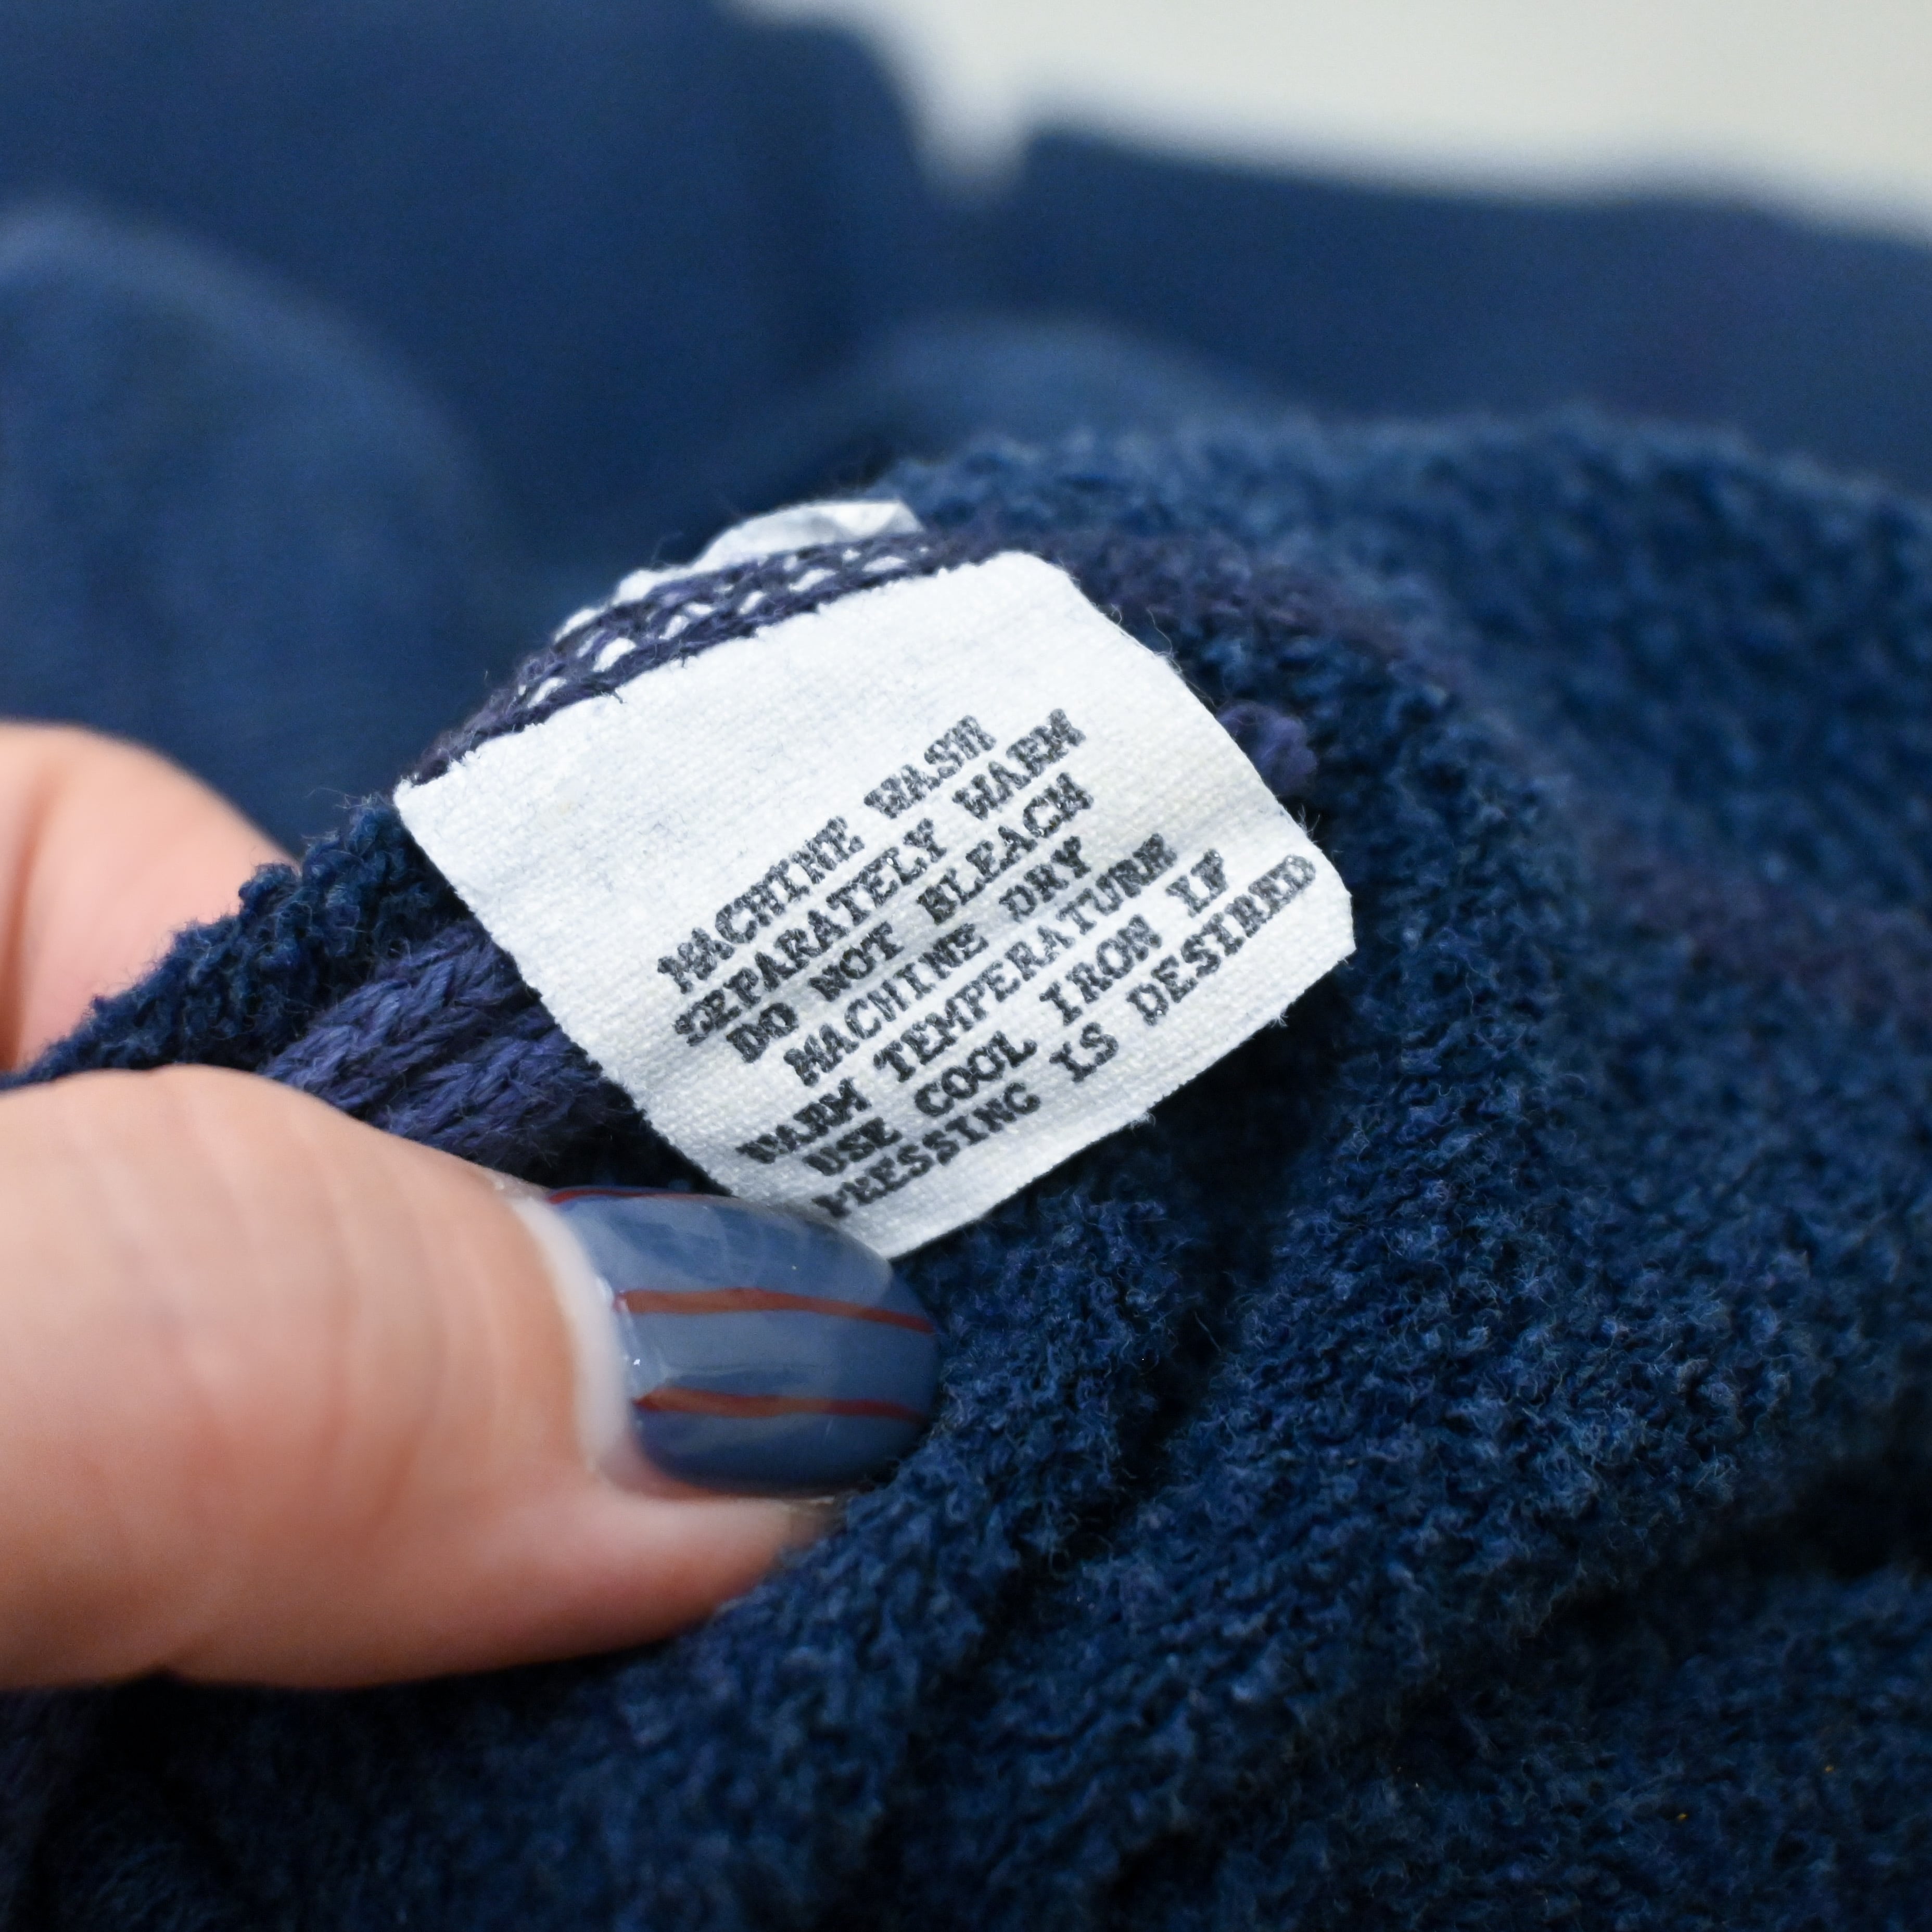 MACHINE WASH
SEPARATELY WARM
DO NOT BLEACH
MACHINE DRY
WARM TEMPERATURE
USE COOL IRON IF
PRESSING IS DESIRED